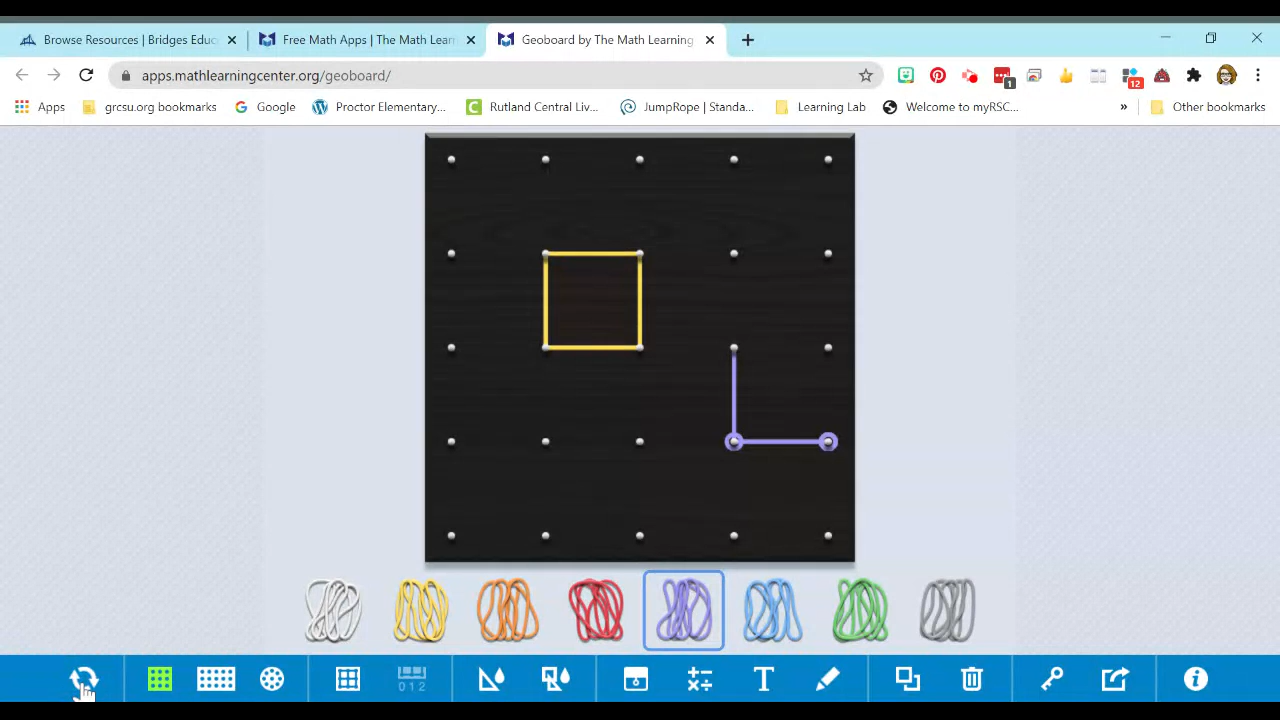 Browse Resources | Bridges Educ
Free Math Apps | The Math Lear
Geoboard by The Math Learning
apps.mathlearningcenter.org/geoboard/
1
12
Apps
grcsu.org bookmarks
Google
Proctor Elementary...
Rutland Central Liv...
JumpRope | Standa...
Learning Lab
Welcome to myRSC...
»
Other bookmarks
0 1 2
T